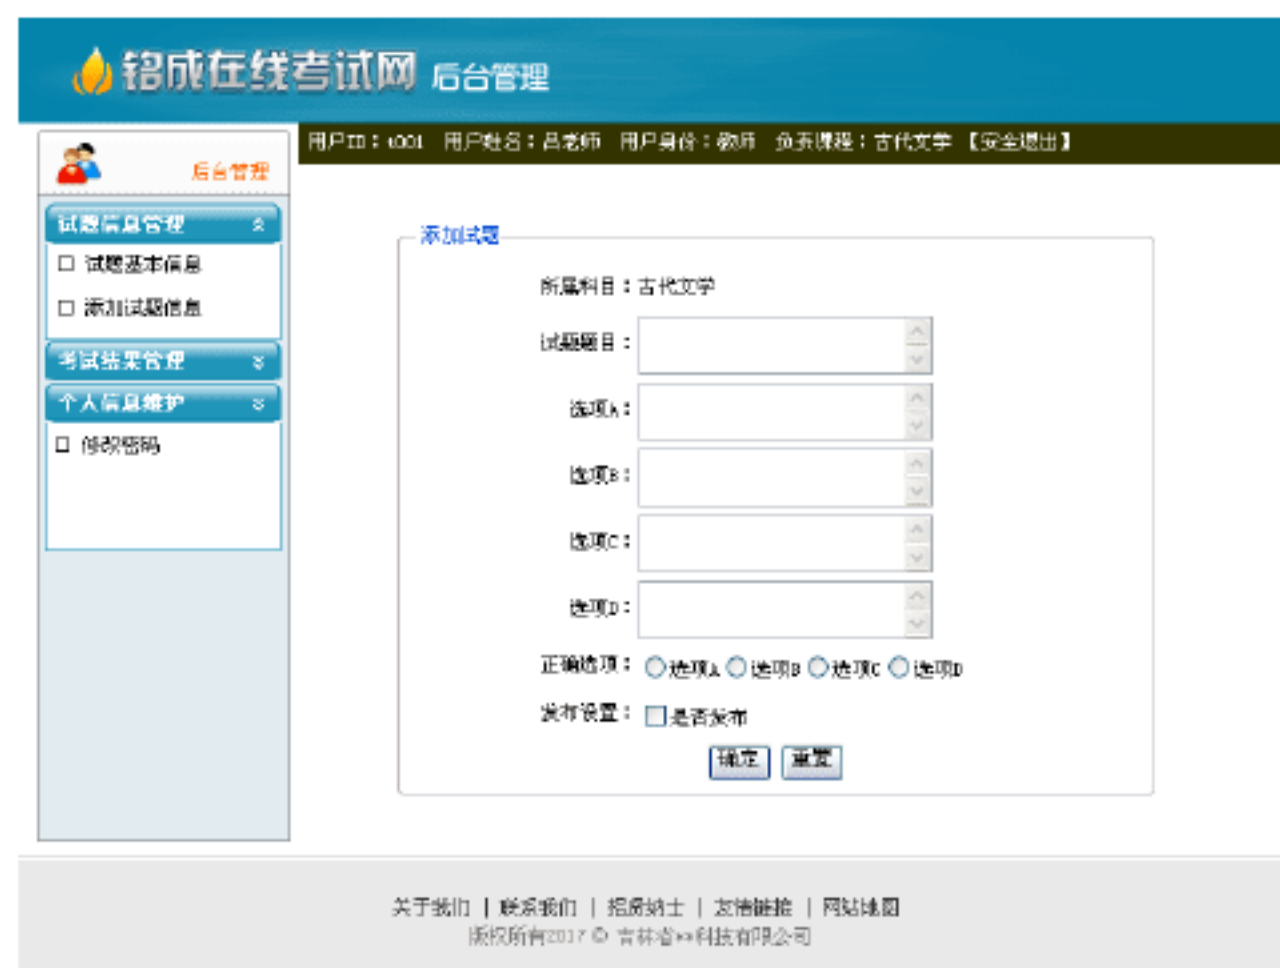 铭成在线考试网 后台管理
用户ID：t001 用户姓名：吕老师 用户身份：教师 负责课程：古代文学 【安全退出】
后台管理
试题信息管理
试题基本信息
添加试题信息
考试结果管理
个人信息维护
修改密码
添加试题
所属科目：古代文学
试题题目：
选项A：
选项B：
选项C：
选项D：
正确选项： 选项A 选项B 选项C 选项D
发布设置： 是否发布
确定 重置
关于我们 | 联系我们 | 招贤纳士 | 友情链接 | 网站地图
版权所有2017 © 吉林省**科技有限公司